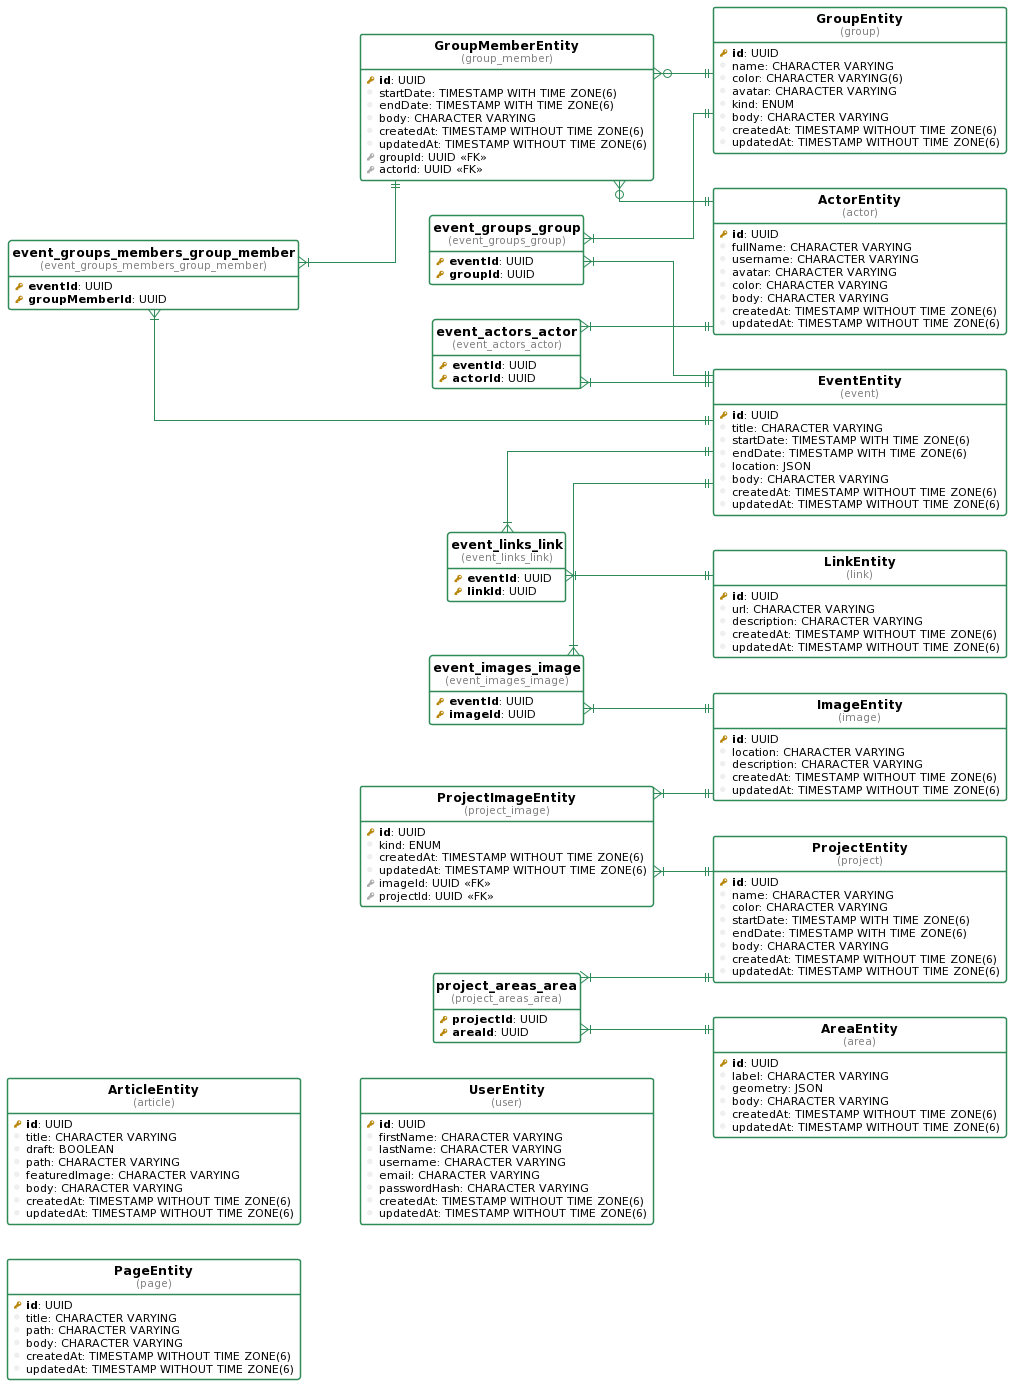 GroupEntity
(group)
id: UUID
name: CHARACTER VARYING
color: CHARACTER VARYING(6)
avatar: CHARACTER VARYING
kind: ENUM
body: CHARACTER VARYING
createdAt: TIMESTAMP WITHOUT TIME ZONE(6)
updatedAt: TIMESTAMP WITHOUT TIME ZONE(6)
GroupMemberEntity
(group_member)
id: UUID
startDate: TIMESTAMP WITH TIME ZONE(6)
endDate: TIMESTAMP WITH TIME ZONE(6)
body: CHARACTER VARYING
createdAt: TIMESTAMP WITHOUT TIME ZONE(6)
updatedAt: TIMESTAMP WITHOUT TIME ZONE(6)
groupId: UUID «FK»
actorId: UUID «FK»
ActorEntity
(actor)
id: UUID
fullName: CHARACTER VARYING
username: CHARACTER VARYING
avatar: CHARACTER VARYING
color: CHARACTER VARYING
body: CHARACTER VARYING
createdAt: TIMESTAMP WITHOUT TIME ZONE(6)
updatedAt: TIMESTAMP WITHOUT TIME ZONE(6)
event_groups_group
(event_groups_group)
eventId: UUID
groupId: UUID
event_groups_members_group_member
(event_groups_members_group_member)
eventId: UUID
groupMemberId: UUID
event_actors_actor
(event_actors_actor)
eventId: UUID
actorId: UUID
EventEntity
(event)
id: UUID
title: CHARACTER VARYING
startDate: TIMESTAMP WITH TIME ZONE(6)
endDate: TIMESTAMP WITH TIME ZONE(6)
location: JSON
body: CHARACTER VARYING
createdAt: TIMESTAMP WITHOUT TIME ZONE(6)
updatedAt: TIMESTAMP WITHOUT TIME ZONE(6)
event_links_link
(event_links_link)
eventId: UUID
linkId: UUID
LinkEntity
(link)
id: UUID
url: CHARACTER VARYING
description: CHARACTER VARYING
createdAt: TIMESTAMP WITHOUT TIME ZONE(6)
updatedAt: TIMESTAMP WITHOUT TIME ZONE(6)
event_images_image
(event_images_image)
eventId: UUID
imageId: UUID
ImageEntity
(image)
id: UUID
location: CHARACTER VARYING
description: CHARACTER VARYING
createdAt: TIMESTAMP WITHOUT TIME ZONE(6)
updatedAt: TIMESTAMP WITHOUT TIME ZONE(6)
ProjectImageEntity
(project_image)
id: UUID
kind: ENUM
createdAt: TIMESTAMP WITHOUT TIME ZONE(6)
updatedAt: TIMESTAMP WITHOUT TIME ZONE(6)
imageId: UUID «FK»
projectId: UUID «FK»
ProjectEntity
(project)
id: UUID
name: CHARACTER VARYING
color: CHARACTER VARYING
startDate: TIMESTAMP WITH TIME ZONE(6)
endDate: TIMESTAMP WITH TIME ZONE(6)
body: CHARACTER VARYING
createdAt: TIMESTAMP WITHOUT TIME ZONE(6)
updatedAt: TIMESTAMP WITHOUT TIME ZONE(6)
project_areas_area
(project_areas_area)
projectId: UUID
areaId: UUID
AreaEntity
(area)
id: UUID
label: CHARACTER VARYING
geometry: JSON
body: CHARACTER VARYING
createdAt: TIMESTAMP WITHOUT TIME ZONE(6)
updatedAt: TIMESTAMP WITHOUT TIME ZONE(6)
ArticleEntity
(article)
id: UUID
title: CHARACTER VARYING
draft: BOOLEAN
path: CHARACTER VARYING
featuredImage: CHARACTER VARYING
body: CHARACTER VARYING
createdAt: TIMESTAMP WITHOUT TIME ZONE(6)
updatedAt: TIMESTAMP WITHOUT TIME ZONE(6)
UserEntity
(user)
id: UUID
firstName: CHARACTER VARYING
lastName: CHARACTER VARYING
username: CHARACTER VARYING
email: CHARACTER VARYING
passwordHash: CHARACTER VARYING
createdAt: TIMESTAMP WITHOUT TIME ZONE(6)
updatedAt: TIMESTAMP WITHOUT TIME ZONE(6)
PageEntity
(page)
id: UUID
title: CHARACTER VARYING
path: CHARACTER VARYING
body: CHARACTER VARYING
createdAt: TIMESTAMP WITHOUT TIME ZONE(6)
updatedAt: TIMESTAMP WITHOUT TIME ZONE(6)